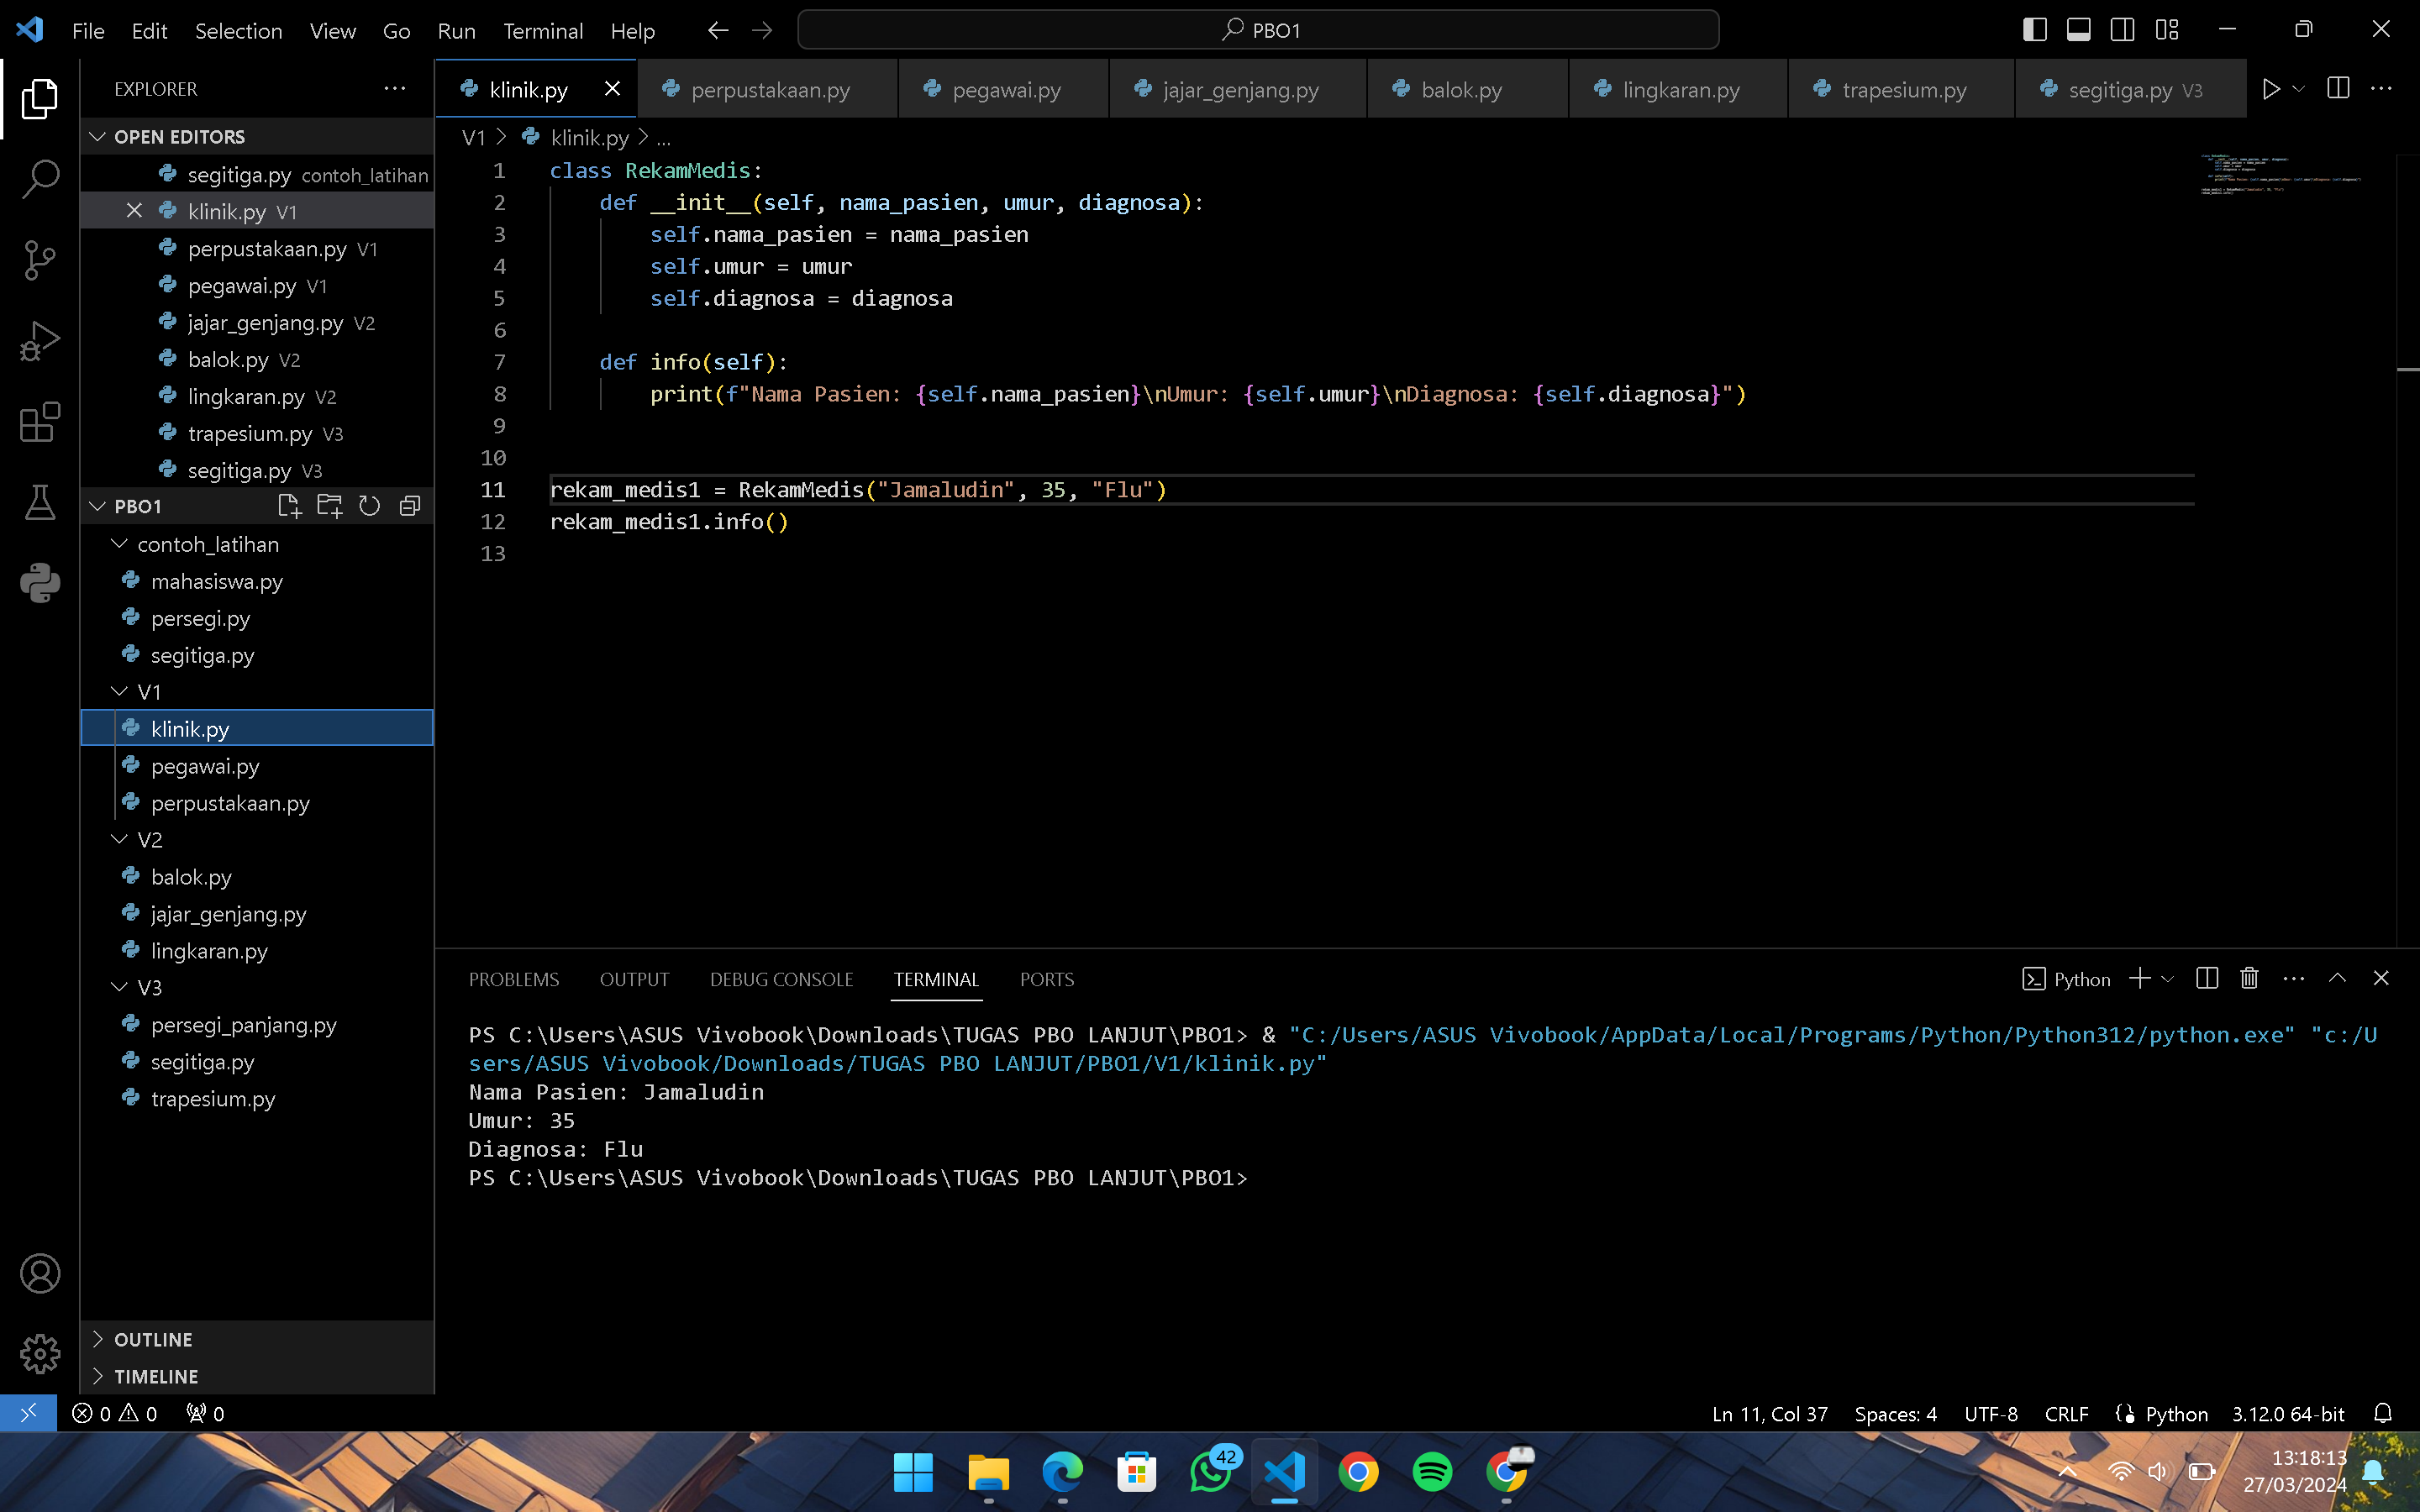 File Edit Selection View Go Run Terminal Help PBO1
EXPLORER
OPEN EDITORS
segitiga.py contoh_latihan
klinik.py V1
perpustakaan.py V1
pegawai.py V1
jajar_genjang.py V2
balok.py V2
lingkaran.py V2
trapesium.py V3
segitiga.py V3
PBO1
contoh_latihan
mahasiswa.py
persegi.py
segitiga.py
V1
klinik.py
pegawai.py
perpustakaan.py
V2
balok.py
jajar_genjang.py
lingkaran.py
V3
persegi_panjang.py
segitiga.py
trapesium.py
OUTLINE
TIMELINE
klinik.py perpustakaan.py pegawai.py jajar_genjang.py balok.py lingkaran.py trapesium.py segitiga.py V3
V1 > klinik.py > ...
1 class RekamMedis:
2 def __init__(self, nama_pasien, umur, diagnosa):
3 self.nama_pasien = nama_pasien
4 self.umur = umur
5 self.diagnosa = diagnosa
6
7 def info(self):
8 print(f"Nama Pasien: {self.nama_pasien}\nUmur: {self.umur}\nDiagnosa: {self.diagnosa}")
9
10
11 rekam_medis1 = RekamMedis("Jamaludin", 35, "Flu")
12 rekam_medis1.info()
13
PROBLEMS OUTPUT DEBUG CONSOLE TERMINAL PORTS Python
PS C:\Users\ASUS Vivobook\Downloads\TUGAS PBO LANJUT\PBO1> & "C:/Users/ASUS Vivobook/AppData/Local/Programs/Python/Python312/python.exe" "c:/U
sers/ASUS Vivobook/Downloads/TUGAS PBO LANJUT/PBO1/V1/klinik.py"
Nama Pasien: Jamaludin
Umur: 35
Diagnosa: Flu
PS C:\Users\ASUS Vivobook\Downloads\TUGAS PBO LANJUT\PBO1>
0 0 0 Ln 11, Col 37 Spaces: 4 UTF-8 CRLF Python 3.12.0 64-bit
42
13:18:13
27/03/2024